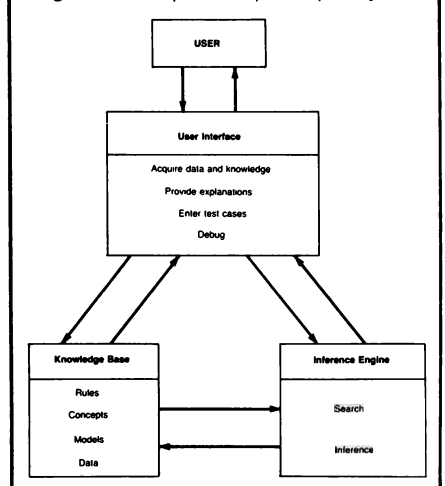 USER
User Interface
Acquire data and knowledge
Provide explanations
Enter test cases
Debug
Knowledge Base
Rules
Concepts
Models
Data
Inference Engine
Search
Inference